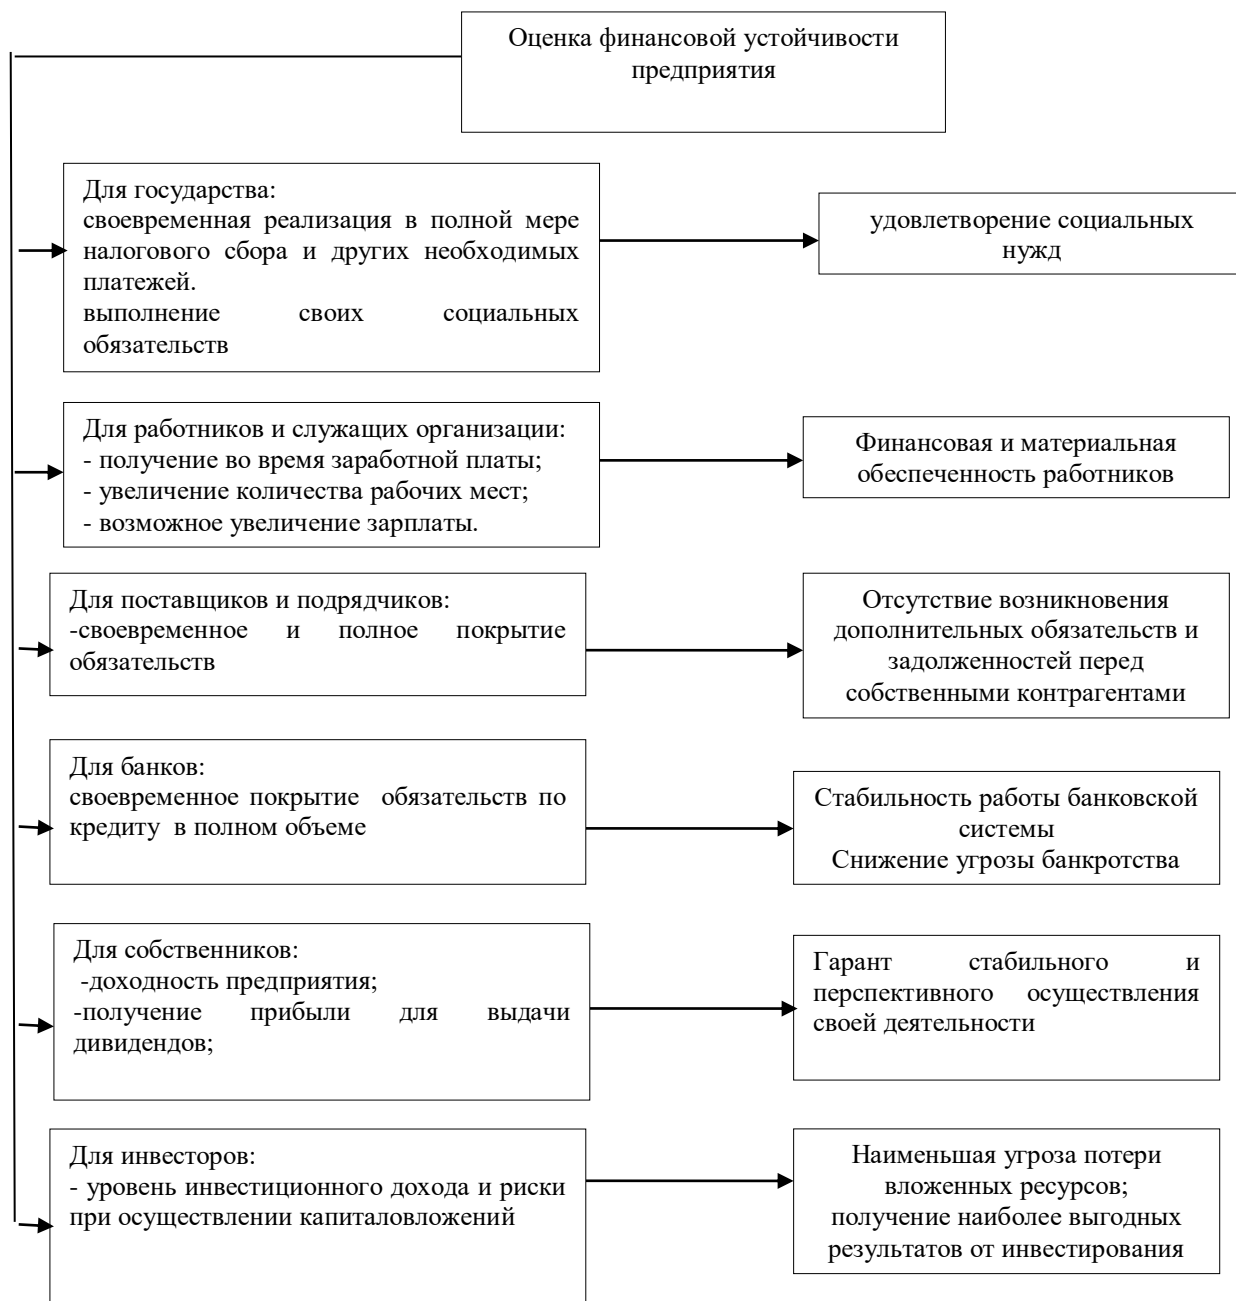 Оценка финансовой устойчивости
предприятия
Для государства:
своевременная реализация в полной мере
налогового сбора и других необходимых
платежей.
выполнение своих социальных
обязательств
удовлетворение социальных
нужд
Для работников и служащих организации:
- получение во время заработной платы;
- увеличение количества рабочих мест;
- возможное увеличение зарплаты.
Финансовая и материальная
обеспеченность работников
Для поставщиков и подрядчиков:
-своевременное и полное покрытие
обязательств
Отсутствие возникновения
дополнительных обязательств и
задолженностей перед
собственными контрагентами
Для банков:
своевременное покрытие обязательств по
кредиту в полном объеме
Стабильность работы банковской
системы
Снижение угрозы банкротства
Для собственников:
-доходность предприятия;
-получение прибыли для выдачи
дивидендов;
Гарант стабильного и
перспективного осуществления
своей деятельности
Для инвесторов:
- уровень инвестиционного дохода и риски
при осуществлении капиталовложений
Наименьшая угроза потери
вложенных ресурсов;
получение наиболее выгодных
результатов от инвестирования